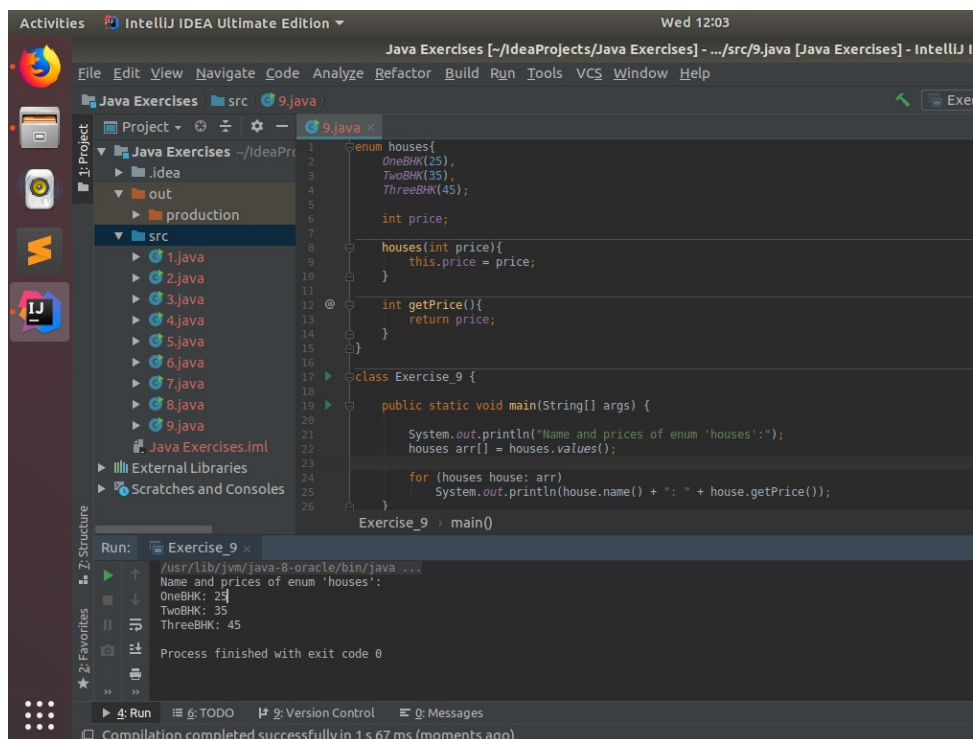 Activities IntelliJ IDEA Ultimate Edition Wed 12:03
Java Exercises [~/IdeaProjects/Java Exercises] - .../src/9.java [Java Exercises] - IntelliJ I
File Edit View Navigate Code Analyze Refactor Build Run Tools VCS Window Help
Java Exercises src 9.java Exer
1: Project
Project
Java Exercises ~/IdeaPro
.idea
out
production
src
1.java
2.java
3.java
4.java
5.java
6.java
7.java
8.java
9.java
Java Exercises.iml
External Libraries
Scratches and Consoles
9.java
1 enum houses{
2 OneBHK(25),
3 TwoBHK(35),
4 ThreeBHK(45);
5
6 int price;
7
8 houses(int price){
9 this.price = price;
10 }
11
12 @ int getPrice(){
13 return price;
14 }
15 }
16
17 class Exercise_9 {
18
19 public static void main(String[] args) {
20
21 System.out.println("Name and prices of enum 'houses':");
22 houses arr[] = houses.values();
23
24 for (houses house: arr)
25 System.out.println(house.name() + ": " + house.getPrice());
26 }
Exercise_9 › main()
Z: Structure
2: Favorites
Run: Exercise_9
/usr/lib/jvm/java-8-oracle/bin/java ...
Name and prices of enum 'houses':
OneBHK: 25
TwoBHK: 35
ThreeBHK: 45
Process finished with exit code 0
4: Run 6: TODO 9: Version Control 0: Messages
Compilation completed successfully in 1 s 67 ms (moments ago)
IJ